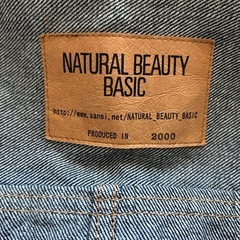 NATURAL BEAUTY
BASIC
http://www.sanei.net/NATURAL_BEAUTY_BASIC
PRODUCED IN 2000